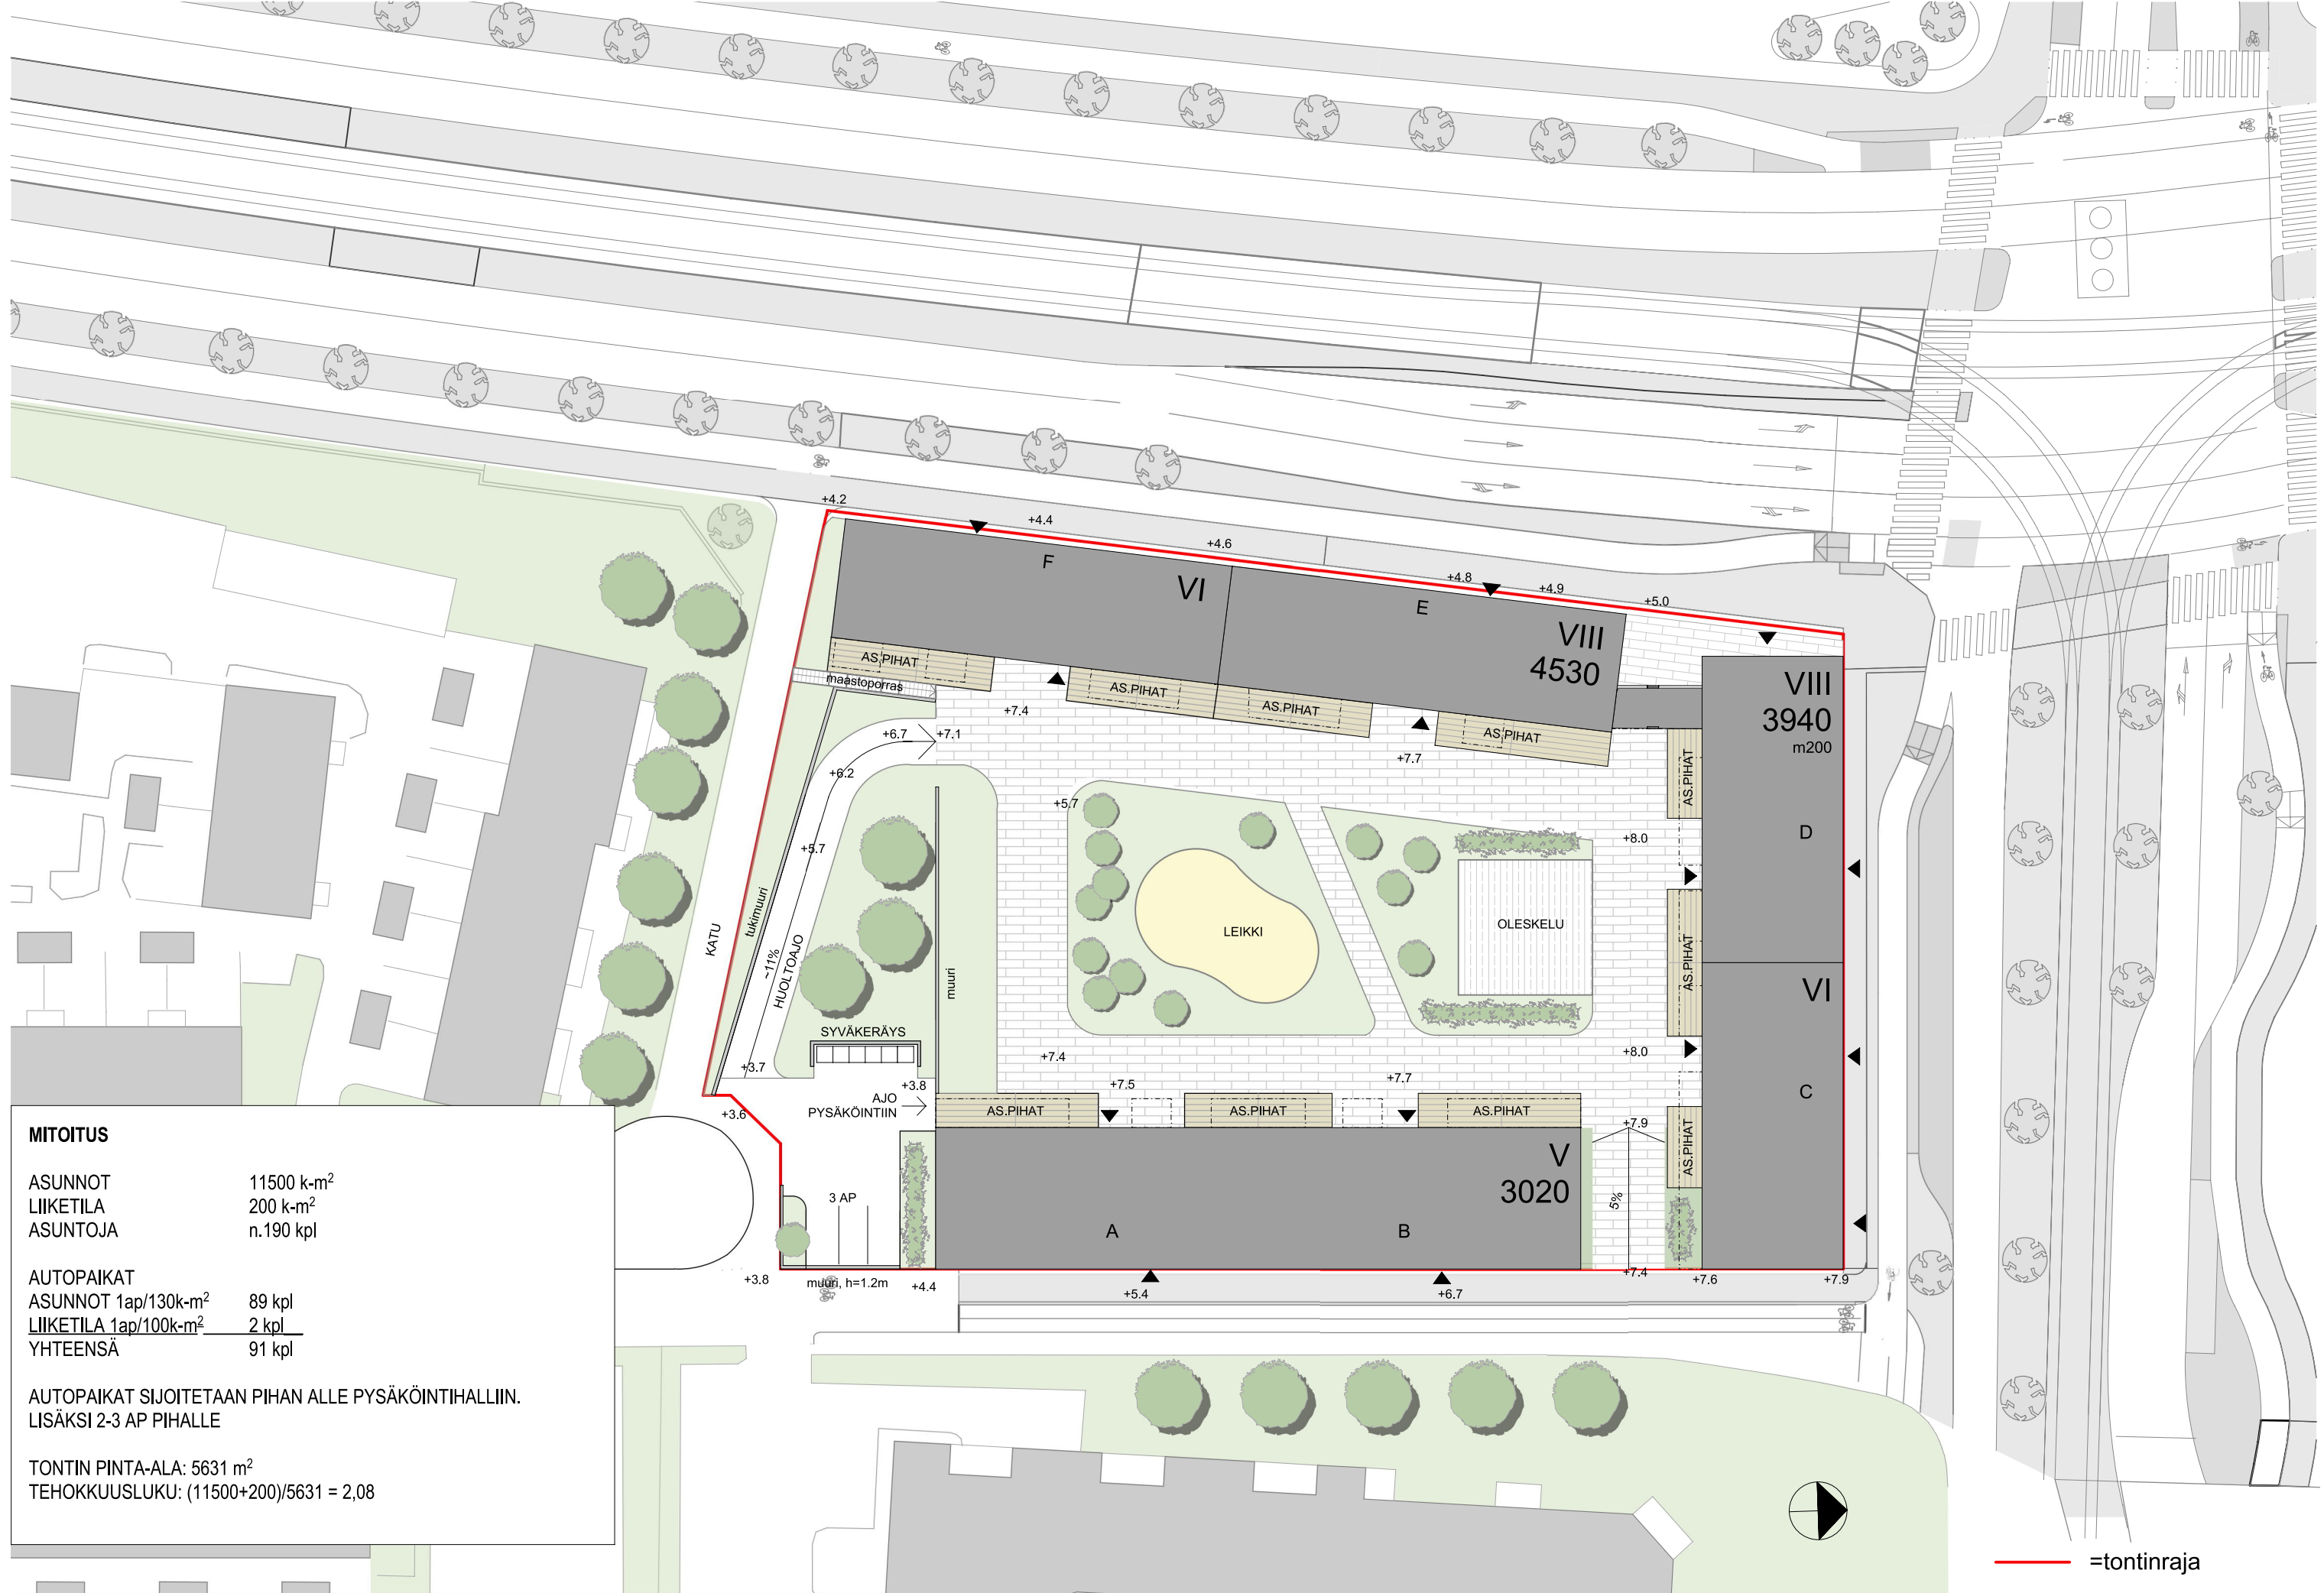 +4.2
+4.4
+4.6
+4.8
+4.9
+5.0
F
VI
E
VIII
4530
VIII
3940
m200
AS.PIHAT
maastoporras
AS.PIHAT
AS.PIHAT
AS.PIHAT
+7.4
+6.7
+7.1
+7.7
+6.2
+5.7
+5.7
AS.PIHAT
+8.0
D
LEIKKI
OLESKELU
KATU
tukimuuri
~11%
HUOLTOAJO
muuri
AS.PIHAT
VI
SYVÄKERÄYS
+3.7
+7.4
+8.0
+3.8
+7.5
+7.7
C
AJO
PYSÄKÖINTIIN
+3.6
AS.PIHAT
AS.PIHAT
AS.PIHAT
+7.9
AS.PIHAT
V
3020
3 AP
5%
A
B
+3.8
muuri, h=1.2m
+4.4
+5.4
+6.7
+7.4
+7.6
+7.9
MITOITUS
ASUNNOT 11500 k-m²
LIIKETILA 200 k-m²
ASUNTOJA n.190 kpl
AUTOPAIKAT
ASUNNOT 1ap/130k-m² 89 kpl
LIIKETILA 1ap/100k-m² 2 kpl
YHTEENSÄ 91 kpl
AUTOPAIKAT SIJOITETAAN PIHAN ALLE PYSÄKÖINTIHALLIIN.
LISÄKSI 2-3 AP PIHALLE
TONTIN PINTA-ALA: 5631 m²
TEHOKKUUSLUKU: (11500+200)/5631 = 2,08
=tontinraja